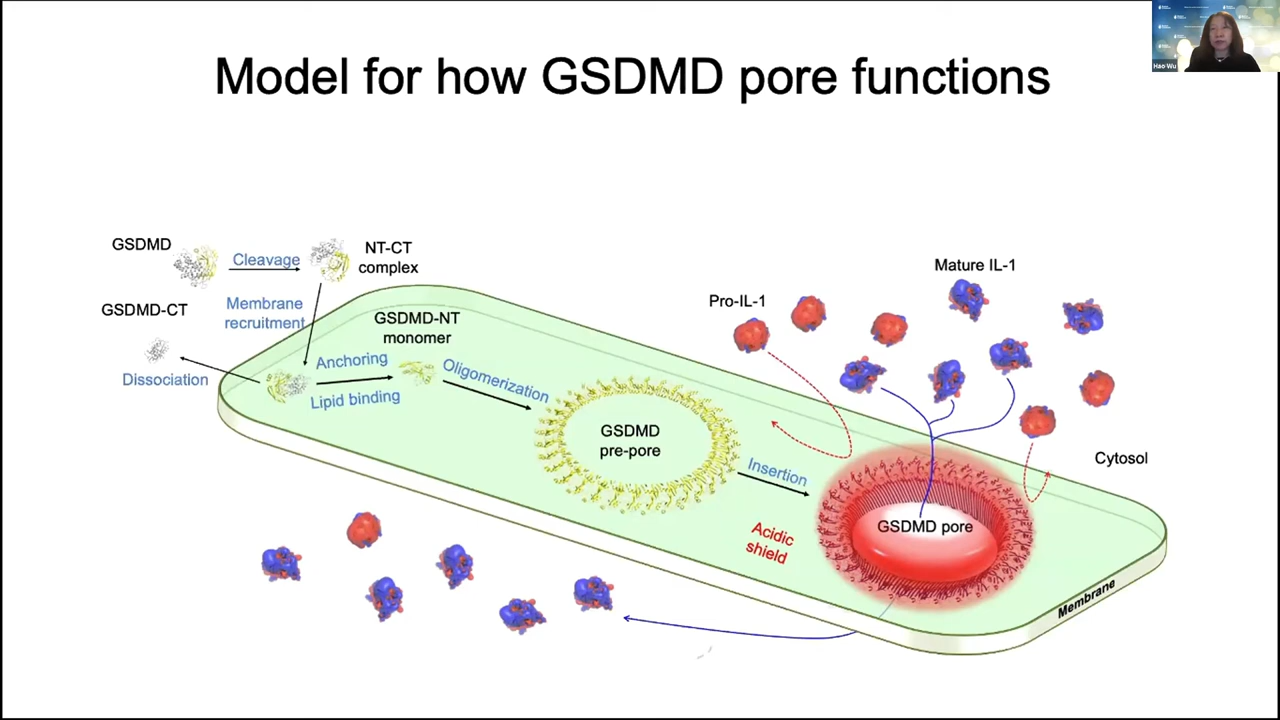 Model for how GSDMD pore functions
Hao Wu
GSDMD
Cleavage
NT-CT
complex
GSDMD-CT
Membrane
recruitment
Dissociation
GSDMD-NT
monomer
Anchoring
Lipid binding
Oligomerization
GSDMD
pre-pore
Insertion
Pro-IL-1
Mature IL-1
Cytosol
GSDMD pore
Acidic
shield
Membrane